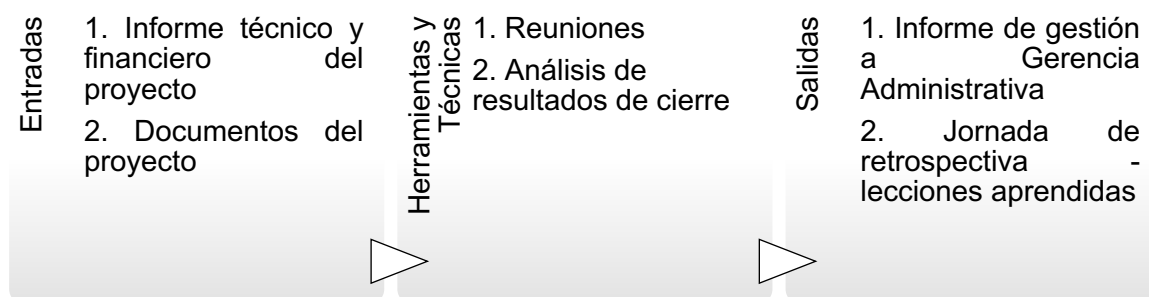 Entradas
1. Informe técnico y
financiero del
proyecto
2. Documentos del
proyecto
Herramientas y
Técnicas
1. Reuniones
2. Análisis de
resultados de cierre
Salidas
1. Informe de gestión
a Gerencia
Administrativa
2. Jornada de
retrospectiva -
lecciones aprendidas